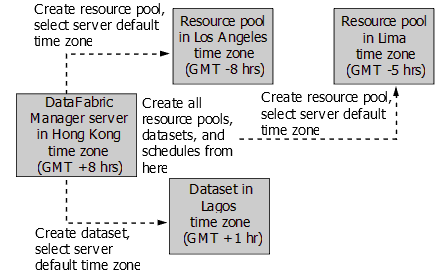 Create resource pool,
select server default
time zone
Resource pool
in Los Angeles
time zone
(GMT -8 hrs)
Resource pool
in Lima
time zone
(GMT -5 hrs)
DataFabric
Manager server
in Hong Kong
time zone
(GMT +8 hrs)
Create all
resource pools,
datasets, and
schedules from
here
Create resource pool,
select server default
time zone
Create dataset,
select server
default time zone
Dataset in
Lagos
time zone
(GMT +1 hr)